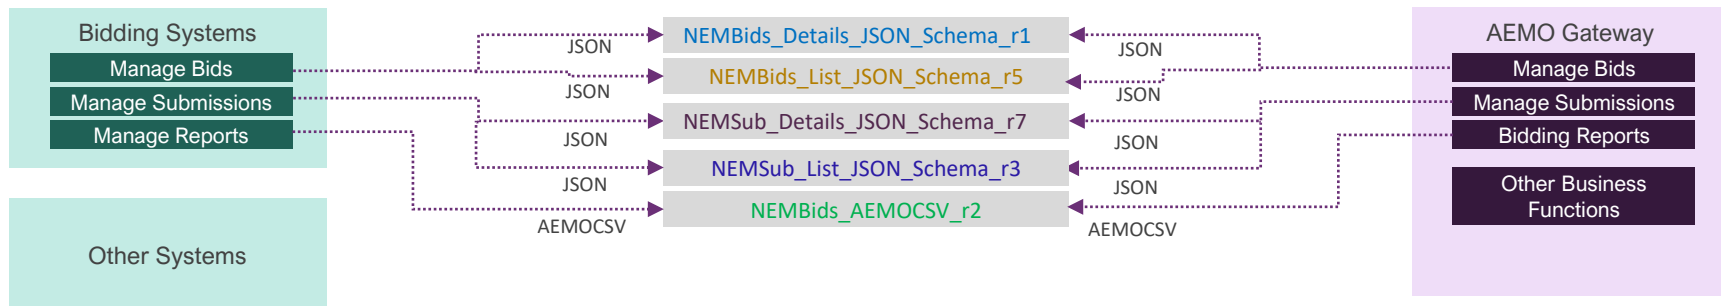 Bidding Systems
Manage Bids
Manage Submissions
Manage Reports
Other Systems
JSON
JSON
JSON
JSON
AEMOCSV
NEMBids_Details_JSON_Schema_r1
NEMBids_List_JSON_Schema_r5
NEMSub_Details_JSON_Schema_r7
NEMSub_List_JSON_Schema_r3
NEMBids_AEMOCSV_r2
JSON
JSON
JSON
JSON
AEMOCSV
AEMO Gateway
Manage Bids
Manage Submissions
Bidding Reports
Other Business
Functions